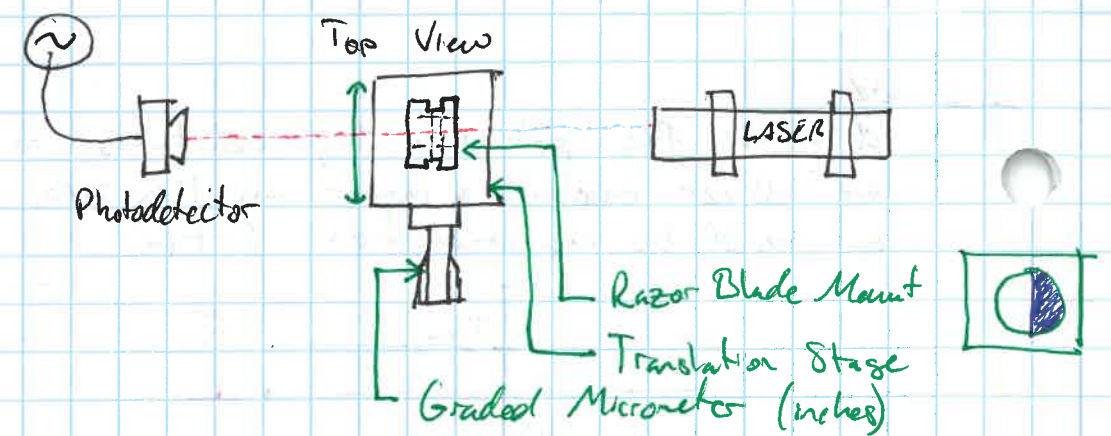 Top View
LASER
Photodetector
Razor Blade Mount
Translation Stage
Graded Micrometer (inches)